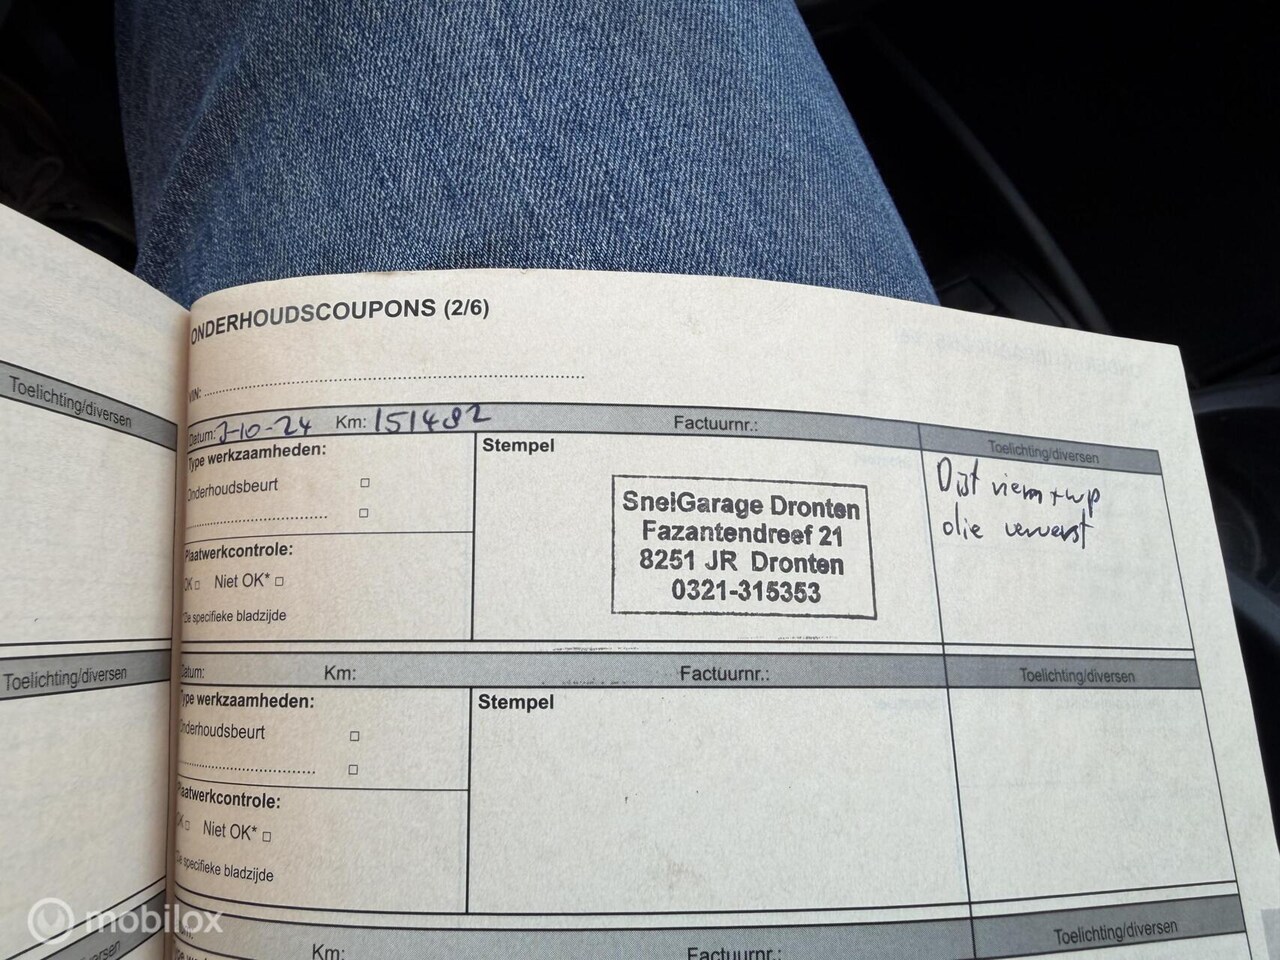 Toelichting/diversen
Toelichting/diversen
ONDERHOUDSCOUPONS (2/6)
VIN:
Datum: 3-10-24 Km: 151492 Factuurnr.: Toelichting/diversen
Type werkzaamheden:
Onderhoudsbeurt
Plaatwerkcontrole:
OK Niet OK*
*Zie specifieke bladzijde
Stempel
SnelGarage Dronten
Fazantendreef 21
8251 JR Dronten
0321-315353
Dist riem + wp
olie ververst
Datum: Km: Factuurnr.: Toelichting/diversen
Type werkzaamheden:
Onderhoudsbeurt
Plaatwerkcontrole:
OK Niet OK*
*Zie specifieke bladzijde
Stempel
Km: Factuurnr.: Toelichting/diversen
mobilox